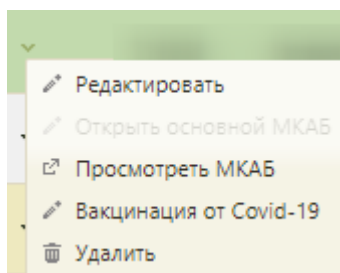 Редактировать
Открыть основной МКАБ
Просмотреть МКАБ
Вакцинация от Covid-19
Удалить